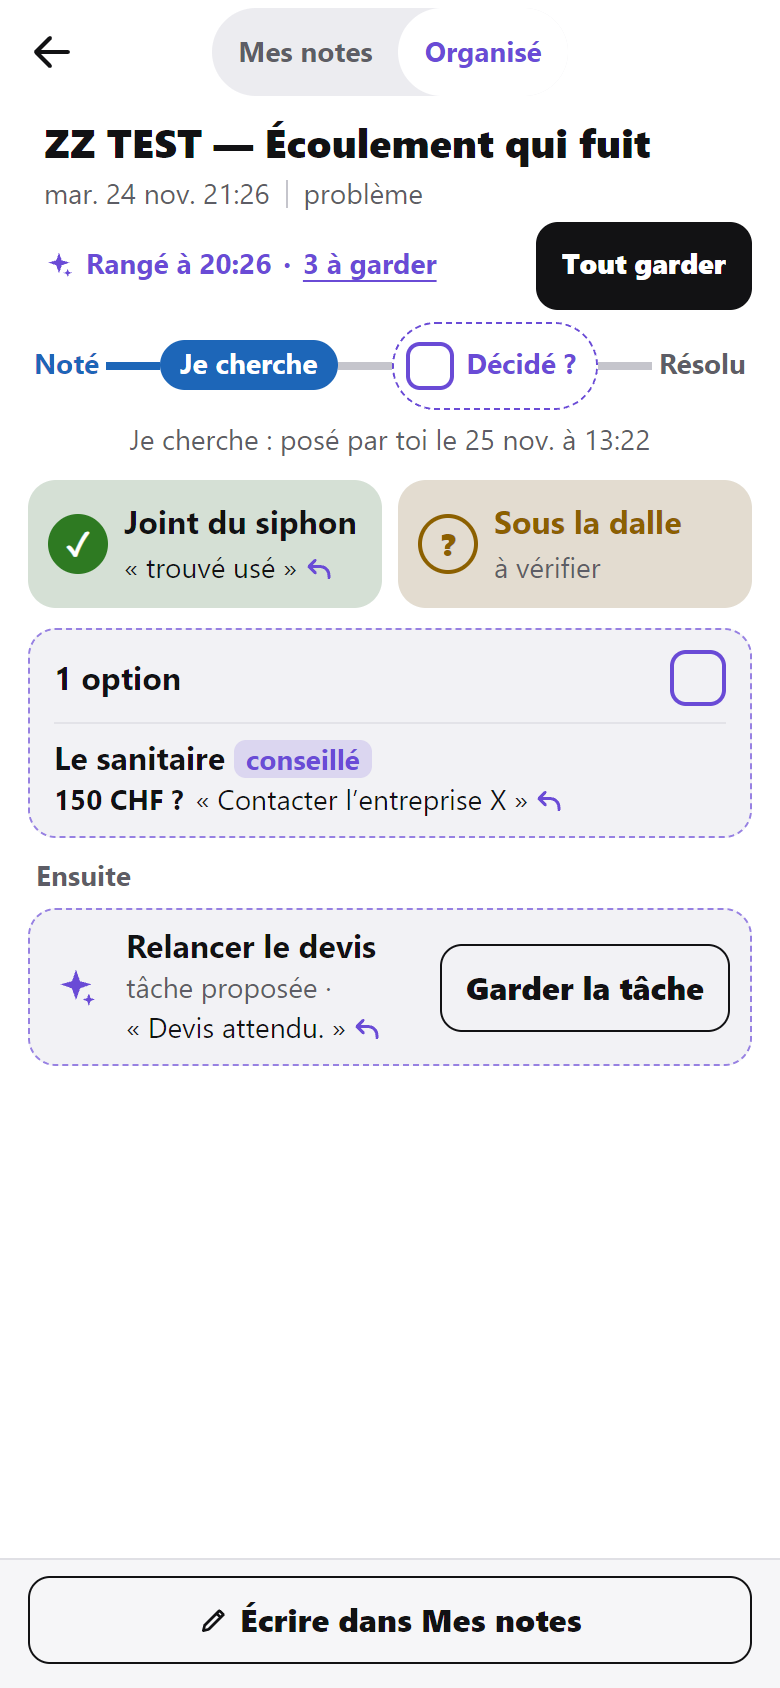 Mes notes Organisé
ZZ TEST — Écoulement qui fuit
mar. 24 nov. 21:26 problème
Rangé à 20:26 · 3 à garder
Tout garder
Noté Je cherche Décidé ? Résolu
Je cherche : posé par toi le 25 nov. à 13:22
Joint du siphon
« trouvé usé »
? Sous la dalle
à vérifier
1 option
Le sanitaire conseillé
150 CHF ? « Contacter l’entreprise X »
Ensuite
Relancer le devis
tâche proposée ·
« Devis attendu. »
Garder la tâche
Écrire dans Mes notes